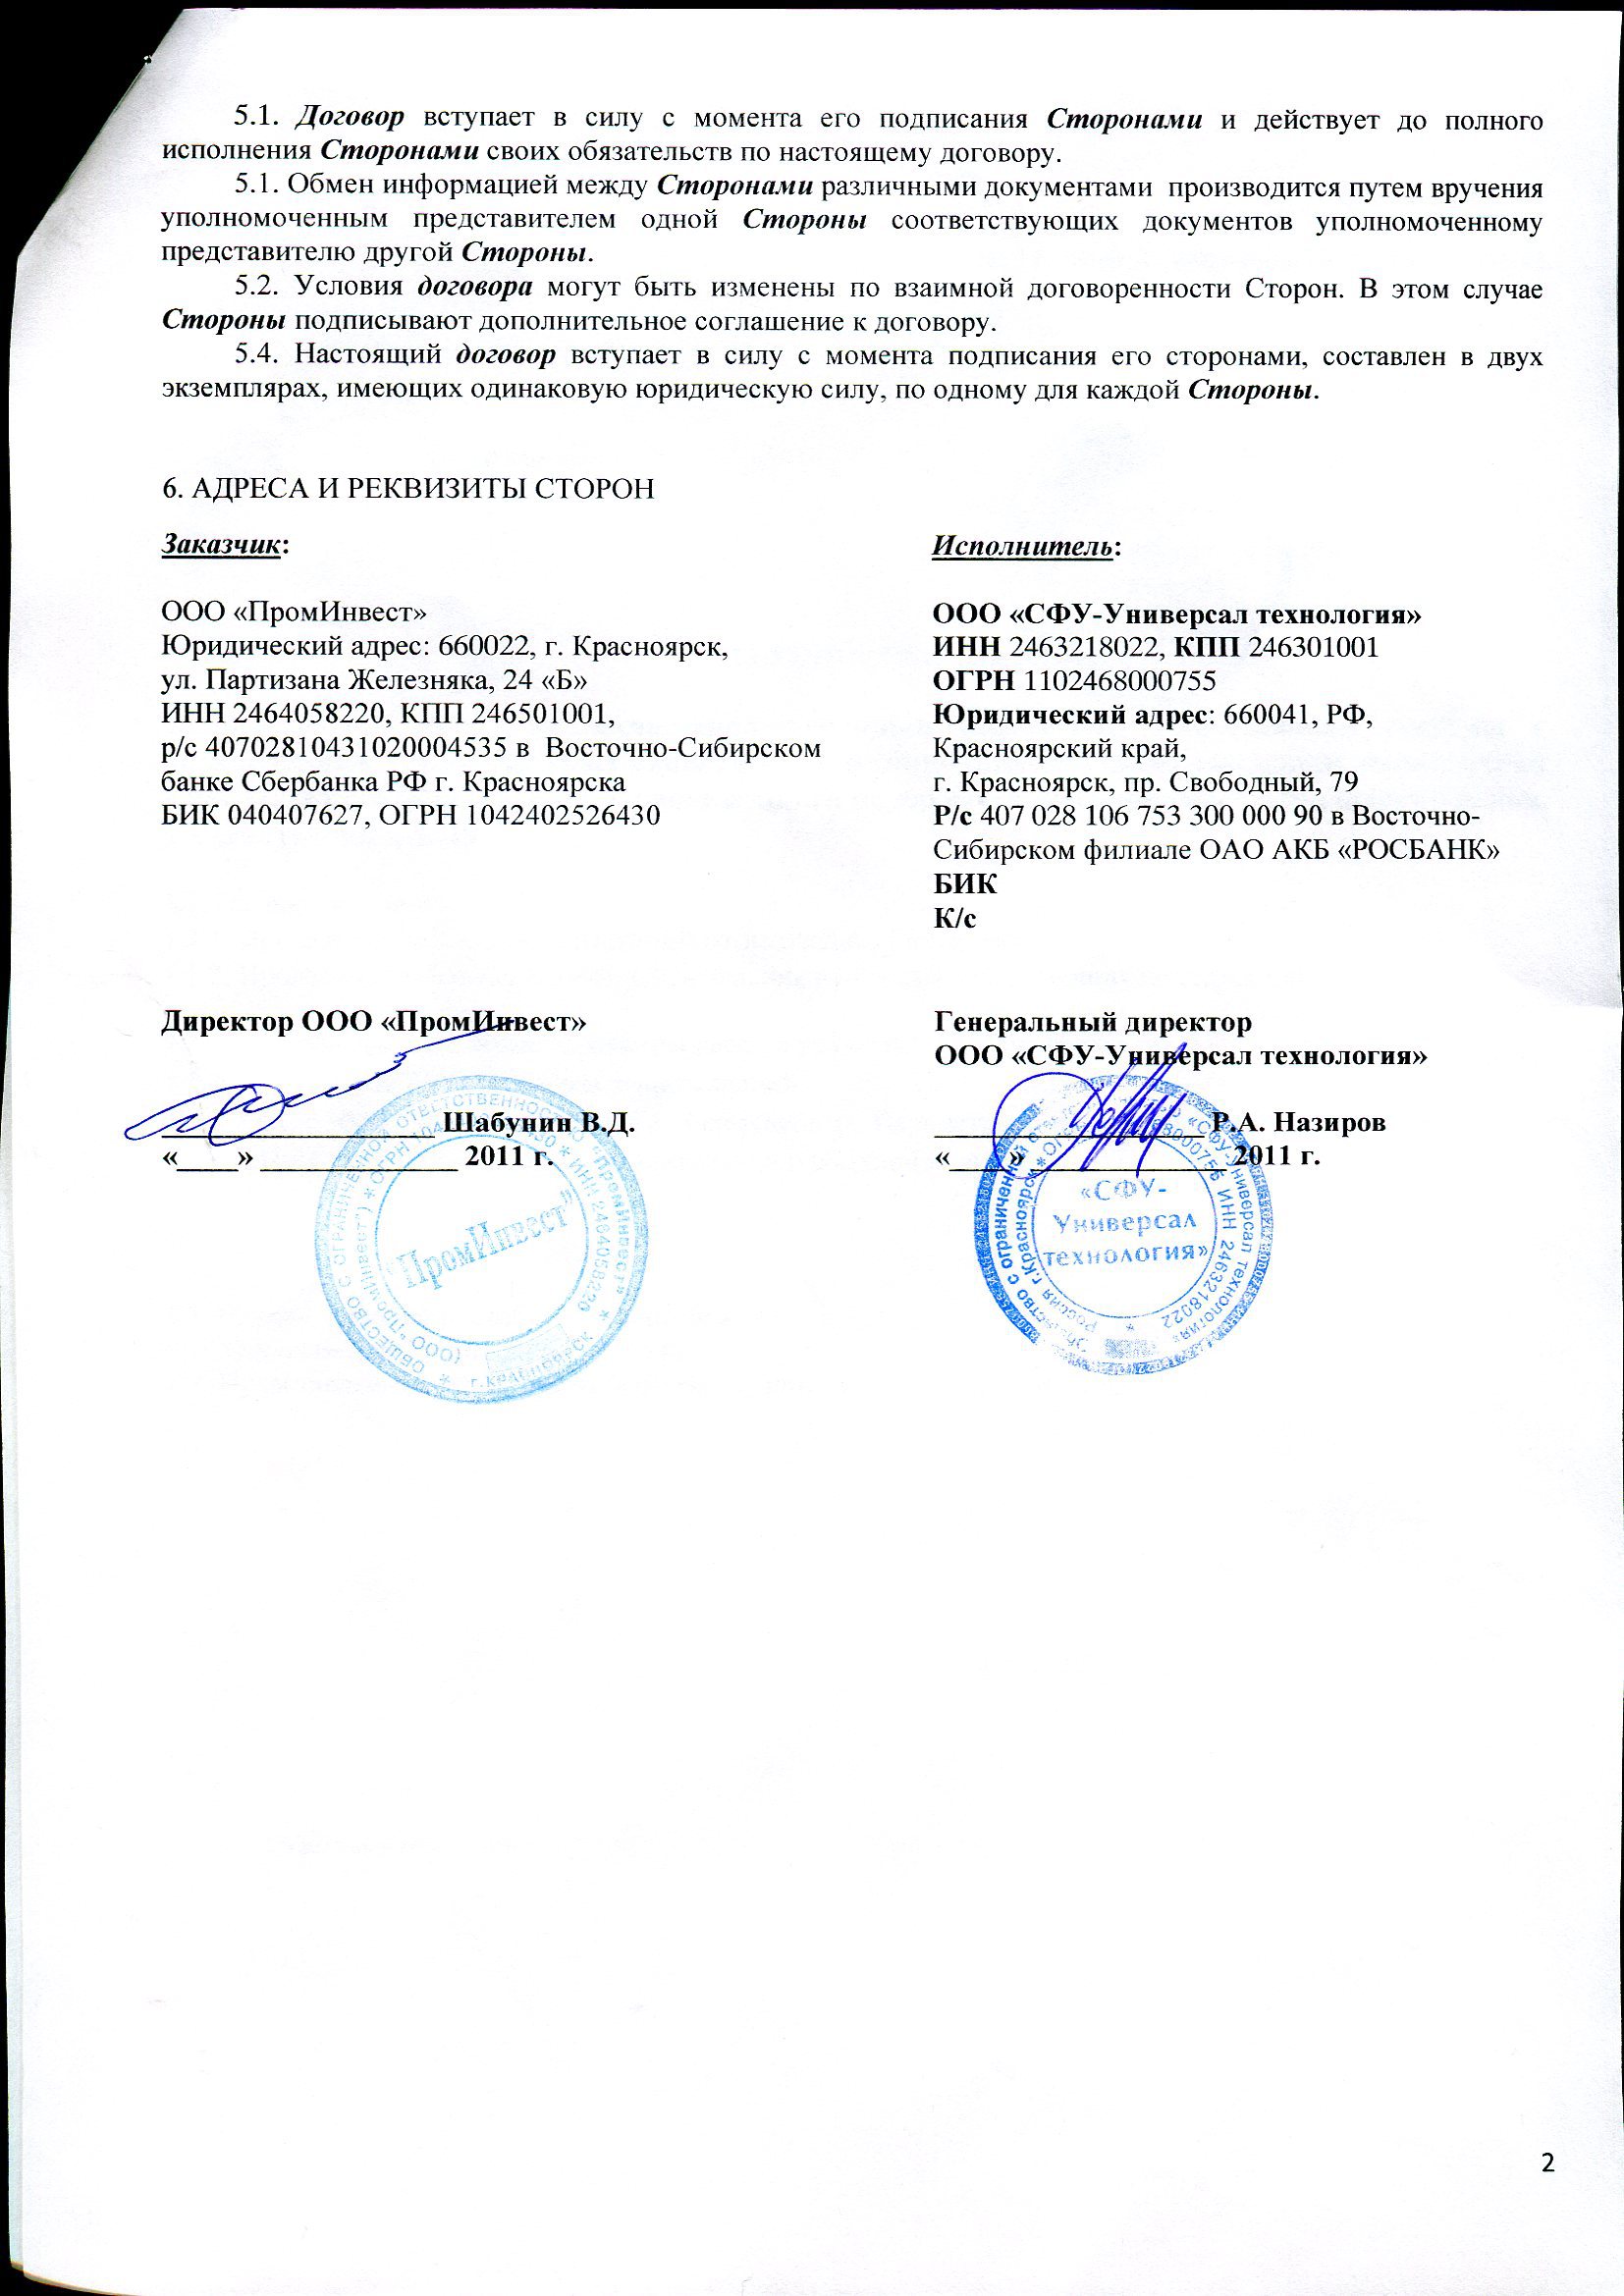 5.1. Договор вступает в силу с момента его подписания Сторонами и действует до полного
исполнения Сторонами своих обязательств по настоящему договору.
5.1. Обмен информацией между Сторонами различными документами производится путем вручения
уполномоченным представителем одной Стороны соответствующих документов уполномоченному
представителю другой Стороны.
5.2. Условия договора могут быть изменены по взаимной договоренности Сторон. В этом случае
Стороны подписывают дополнительное соглашение к договору.
5.4. Настоящий договор вступает в силу с момента подписания его сторонами, составлен в двух
экземплярах, имеющих одинаковую юридическую силу, по одному для каждой Стороны.
6. АДРЕСА И РЕКВИЗИТЫ СТОРОН
Заказчик:
ООО «ПромИнвест»
Юридический адрес: 660022, г. Красноярск,
ул. Партизана Железняка, 24 «Б»
ИНН 2464058220, КПП 246501001,
р/с 40702810431020004535 в Восточно-Сибирском
банке Сбербанка РФ г. Красноярска
БИК 040407627, ОГРН 1042402526430
Директор ООО «ПромИнвест»
____________________ Шабунин В.Д.
«____» ______________ 2011 г.
ОБЩЕСТВО С ОГРАНИЧЕННОЙ ОТВЕТСТВЕННОСТЬЮ "ПромИнвест" * г.Красноярск *
(ООО "ПромИнвест") * ОГРН * ИНН 2464058220
"ПромИнвест"
Исполнитель:
ООО «СФУ-Универсал технология»
ИНН 2463218022, КПП 246301001
ОГРН 1102468000755
Юридический адрес: 660041, РФ,
Красноярский край,
г. Красноярск, пр. Свободный, 79
Р/с 407 028 106 753 300 000 90 в Восточно-
Сибирском филиале ОАО АКБ «РОСБАНК»
БИК
К/с
Генеральный директор
ООО «СФУ-Универсал технология»
____________________ Р.А. Назиров
«____» ______________ 2011 г.
Общество с ограниченной «СФУ-Универсал технология»
Россия г.Красноярск * ИНН 2463218022 *
«СФУ-
Универсал
технология»
2